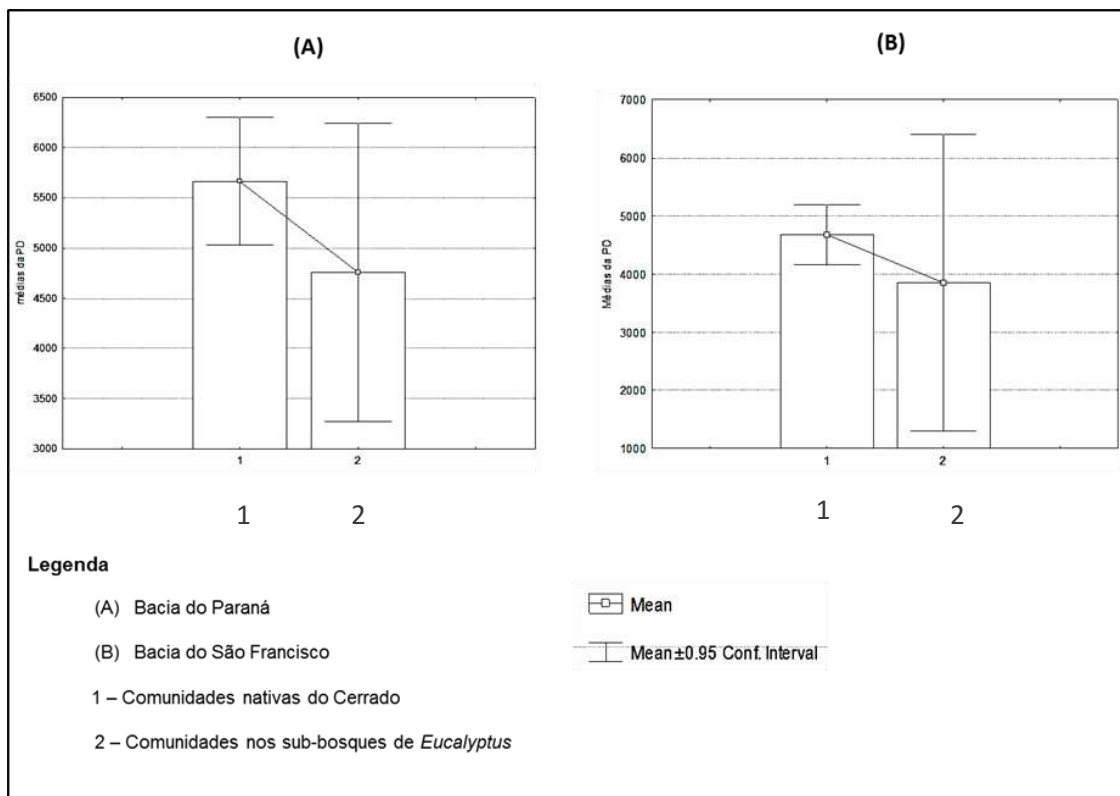 (A)
médias da PD
6500
6000
5500
5000
4500
4000
3500
3000
1 2
1 2
(B)
Médias da PD
7000
6000
5000
4000
3000
2000
1000
1 2
1 2
Legenda
(A) Bacia do Paraná
(B) Bacia do São Francisco
1 – Comunidades nativas do Cerrado
2 – Comunidades nos sub-bosques de Eucalyptus
Mean
Mean±0.95 Conf. Interval